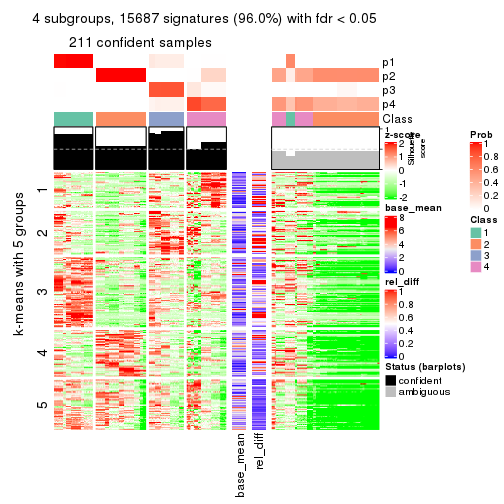 4 subgroups, 15687 signatures (96.0%) with fdr < 0.05
211 confident samples
p1
p2
p3
p4
Class
1
Silhouette
score
k-means with 5 groups
1
2
3
4
5
base_mean
rel_diff
z-score
2
1
0
-1
-2
base_mean
8
6
4
2
0
rel_diff
1
0.8
0.6
0.4
0.2
0
Status (barplots)
confident
ambiguous
Prob
1
0.8
0.6
0.4
0.2
0
Class
1
2
3
4